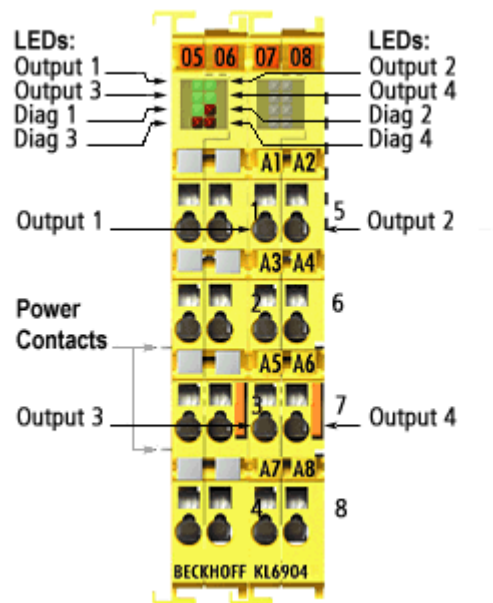 LEDs:
Output 1
Output 3
Diag 1
Diag 3
05 06 07 08
LEDs:
Output 2
Output 4
Diag 2
Diag 4
A1 A2
Output 1
1
5
Output 2
A3 A4
2
6
Power
Contacts
A5 A6
Output 3
3
7
Output 4
A7 A8
4
8
BECKHOFF KL6904